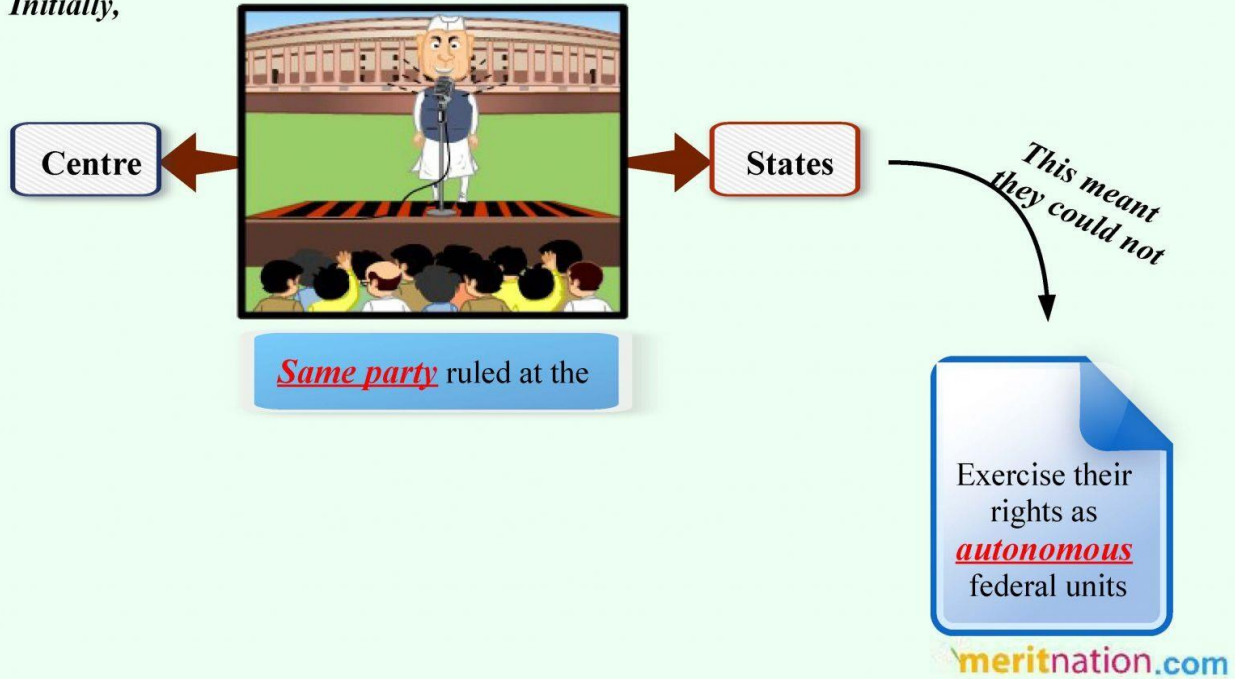 Initially,
Centre
States
This meant
they could not
Same party ruled at the
Exercise their
rights as
autonomous
federal units
meritnation.com